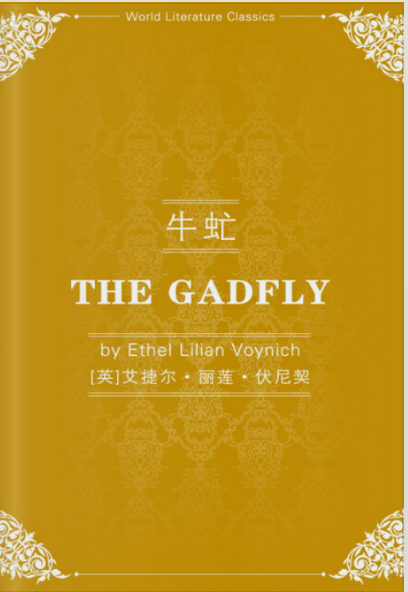 World Literature Classics
牛虻
THE GADFLY
by Ethel Lilian Voynich
[英]艾捷尔·丽莲·伏尼契